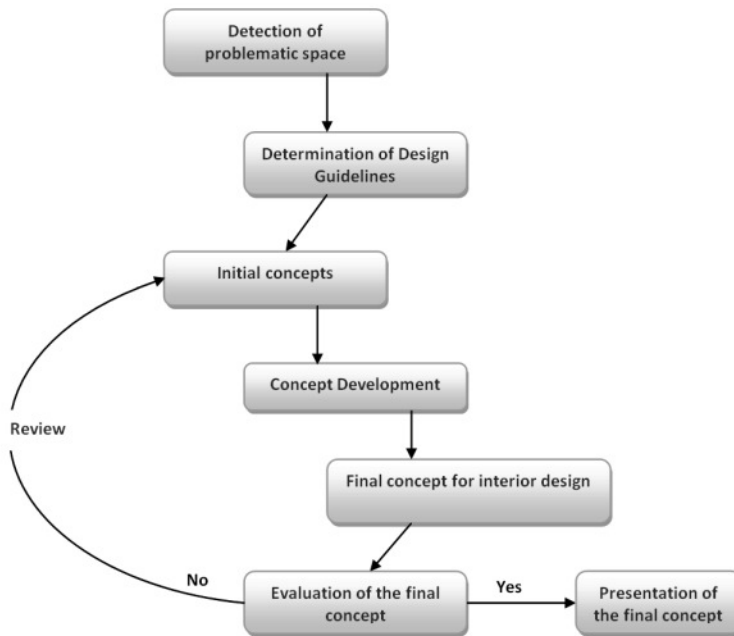 Detection of
problematic space
Determination of Design
Guidelines
Initial concepts
Concept Development
Review
Final concept for interior design
No
Evaluation of the final
concept
Yes
Presentation of
the final concept